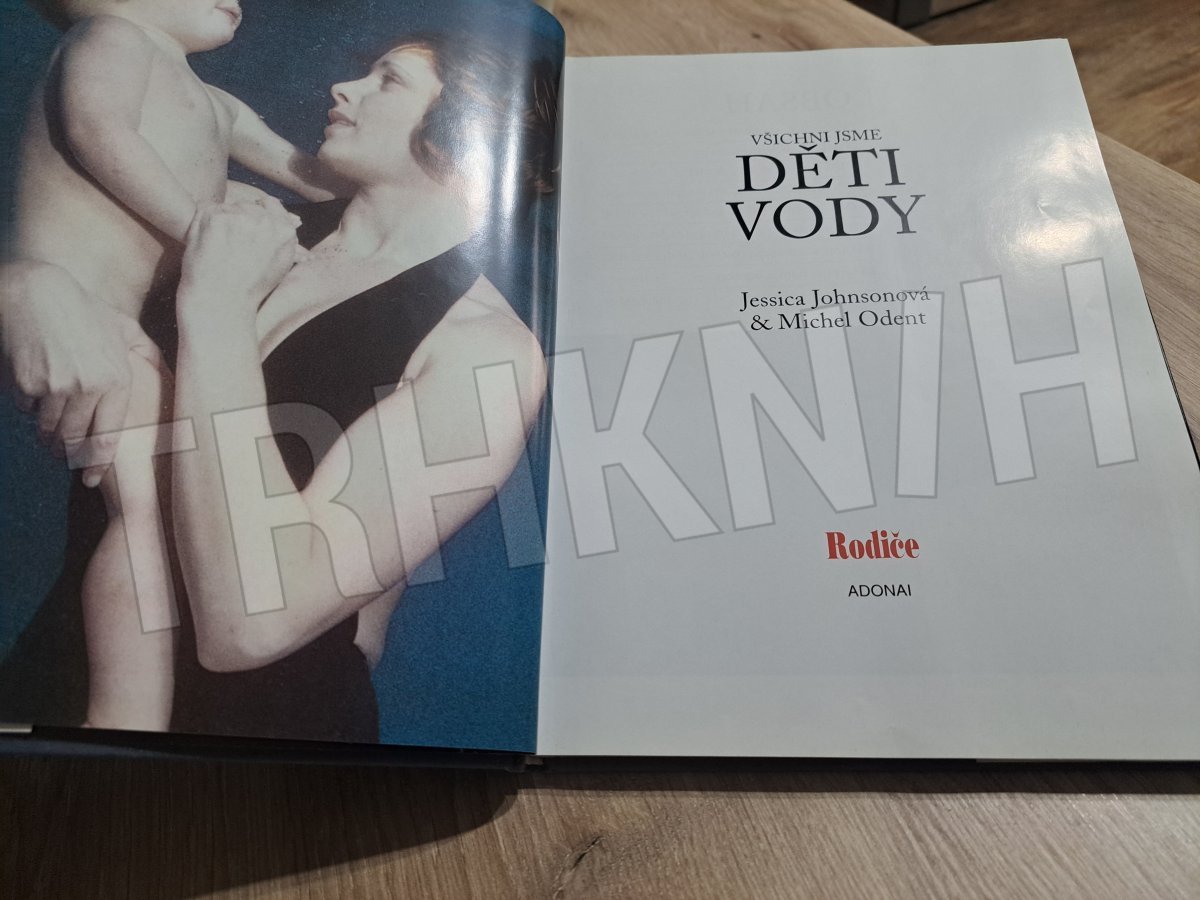 VŠICHNI JSME
DĚTI
VODY
Jessica Johnsonová
& Michel Odent
TRHKNIH
Rodiče
ADONAI